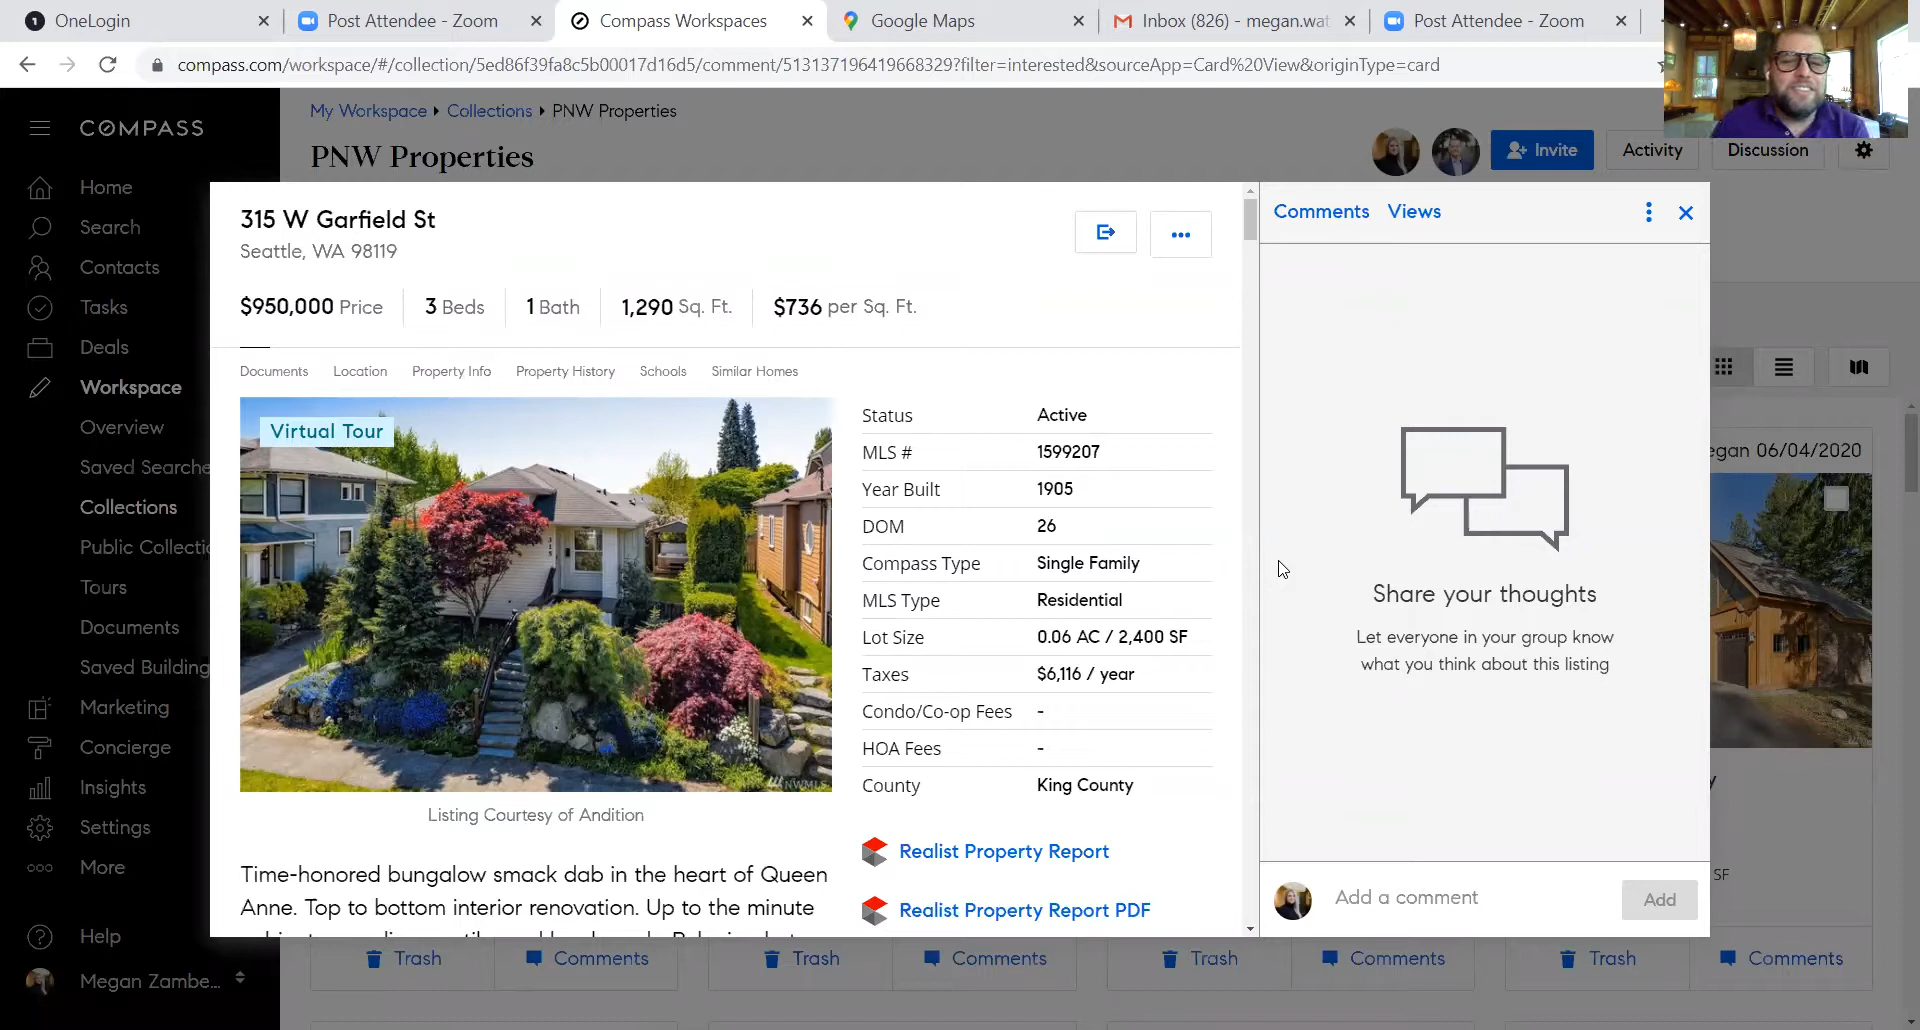 OneLogin
Post Attendee - Zoom
Compass Workspaces
Google Maps
Inbox (826) - megan.wat
Post Attendee - Zoom
compass.com/workspace/#/collection/5ed86f39fa8c5b00017d16d5/comment/513137196419668329?filter=interested&sourceApp=Card%20View&originType=card
COMPASS
Home
Search
Contacts
Tasks
Deals
Workspace
Overview
Saved Searche
Collections
Public Collectio
Tours
Documents
Saved Building
Marketing
Concierge
Insights
Settings
More
Help
Megan Zambe...
My Workspace
Collections
PNW Properties
PNW Properties
Invite
Activity
Discussion
315 W Garfield St
Seattle, WA 98119
$950,000 Price
3 Beds
1 Bath
1,290 Sq. Ft.
$736 per Sq. Ft.
Documents
Location
Property Info
Property History
Schools
Similar Homes
Virtual Tour
NWMLS
Listing Courtesy of Andition
Time-honored bungalow smack dab in the heart of Queen
Anne. Top to bottom interior renovation. Up to the minute
Status Active
MLS # 1599207
Year Built 1905
DOM 26
Compass Type Single Family
MLS Type Residential
Lot Size 0.06 AC / 2,400 SF
Taxes $6,116 / year
Condo/Co-op Fees -
HOA Fees -
County King County
Realist Property Report
Realist Property Report PDF
Comments
Views
Share your thoughts
Let everyone in your group know
what you think about this listing
Add a comment
Add
egan 06/04/2020
SF
Trash
Comments
Trash
Comments
Trash
Comments
Trash
Comments